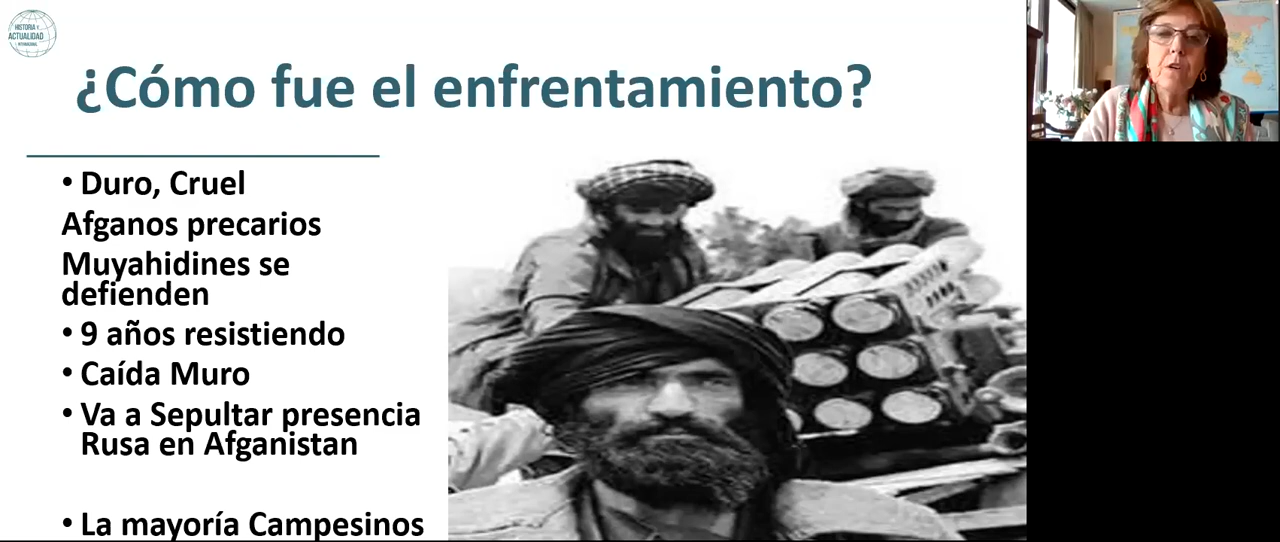 HISTORIA Y
ACTUALIDAD
INTERNACIONAL
¿Cómo fue el enfrentamiento?
• Duro, Cruel
Afganos precarios
Muyahidines se
defienden
• 9 años resistiendo
• Caída Muro
• Va a Sepultar presencia
Rusa en Afganistan
• La mayoría Campesinos